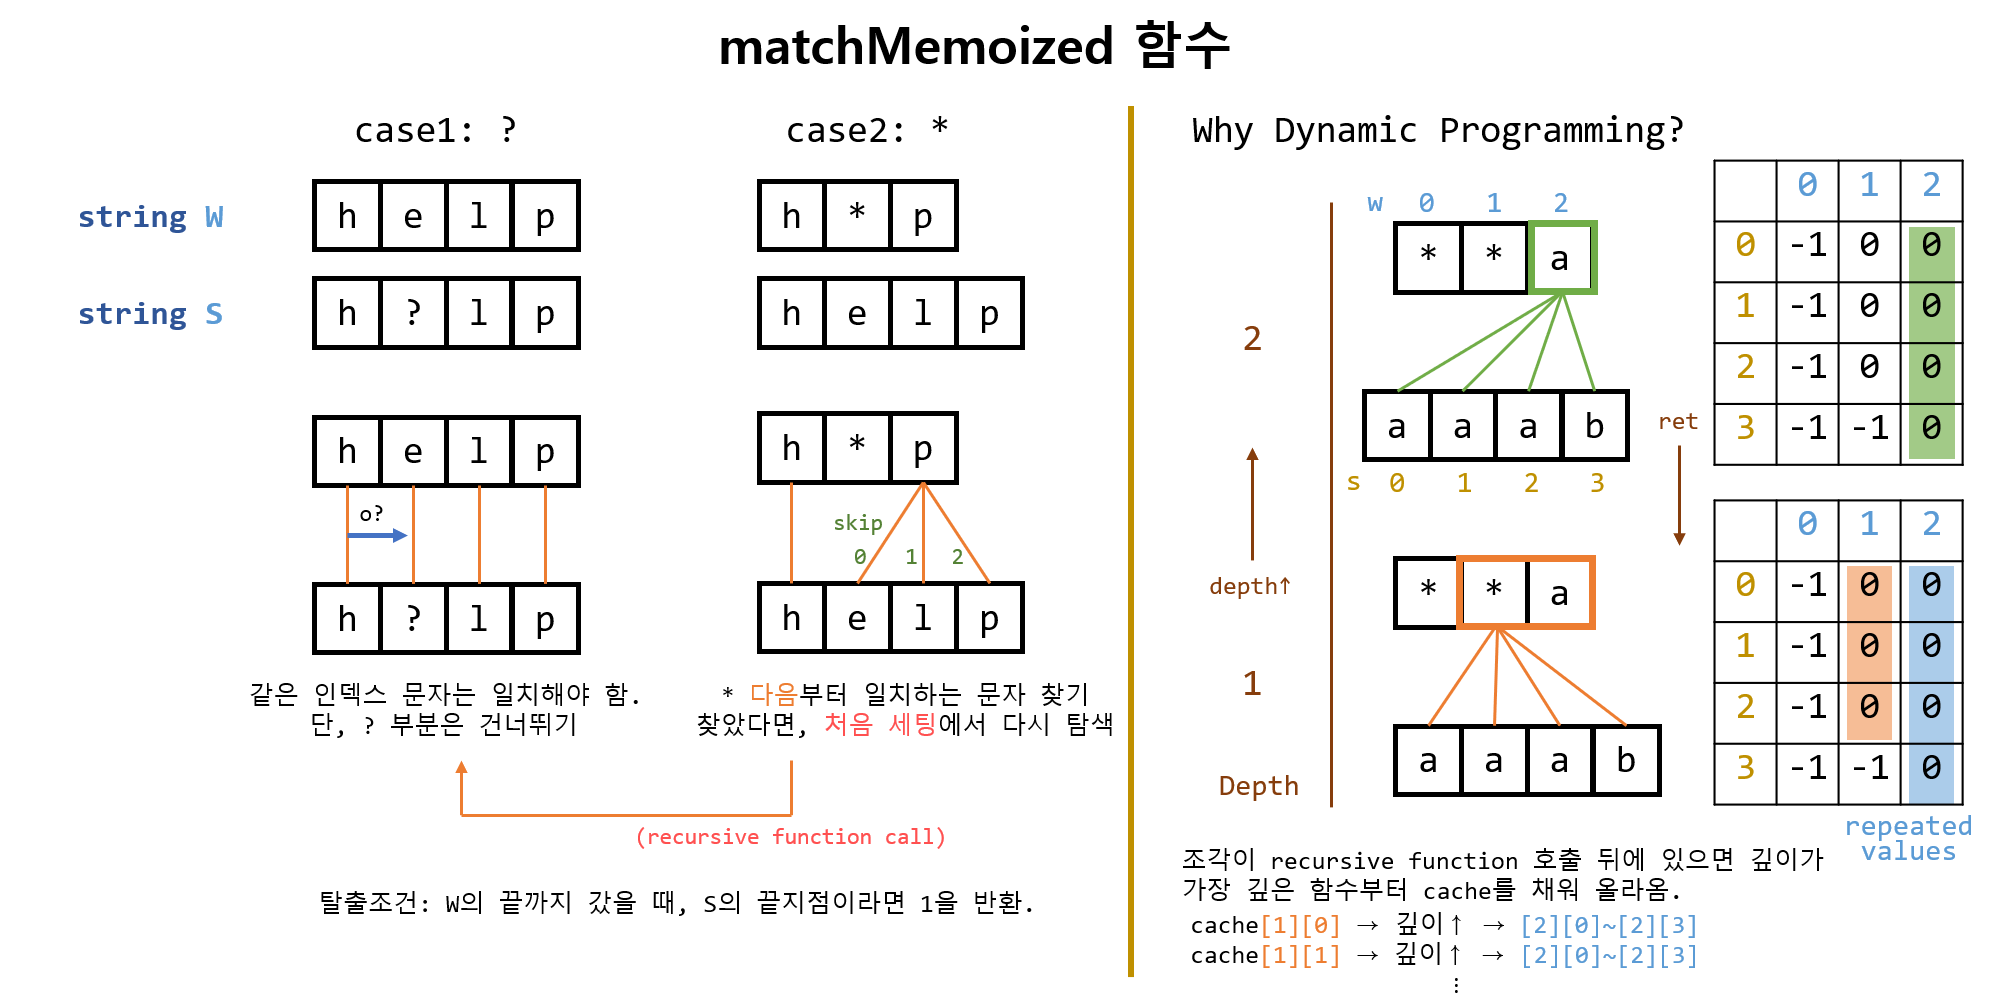 matchMemoized 함수
case1: ?
case2: *
string W
h e l p
h * p
string S
h ? l p
h e l p
h e l p
o?
h ? l p
h * p
skip
0 1 2
h e l p
같은 인덱스 문자는 일치해야 함.
단, ? 부분은 건너뛰기
* 다음부터 일치하는 문자 찾기
찾았다면, 처음 세팅에서 다시 탐색
(recursive function call)
탈출조건: W의 끝까지 갔을 때, S의 끝지점이라면 1을 반환.
Why Dynamic Programming?
w 0 1 2
* * a
2
a a a b
s 0 1 2 3
depth↑
* * a
1
a a a b
Depth
ret
0 1 2
0 -1 0 0
1 -1 0 0
2 -1 0 0
3 -1 -1 0
0 1 2
0 -1 0 0
1 -1 0 0
2 -1 0 0
3 -1 -1 0
repeated
values
조각이 recursive function 호출 뒤에 있으면 깊이가
가장 깊은 함수부터 cache를 채워 올라옴.
cache[1][0] → 깊이↑ → [2][0]~[2][3]
cache[1][1] → 깊이↑ → [2][0]~[2][3]
⋮